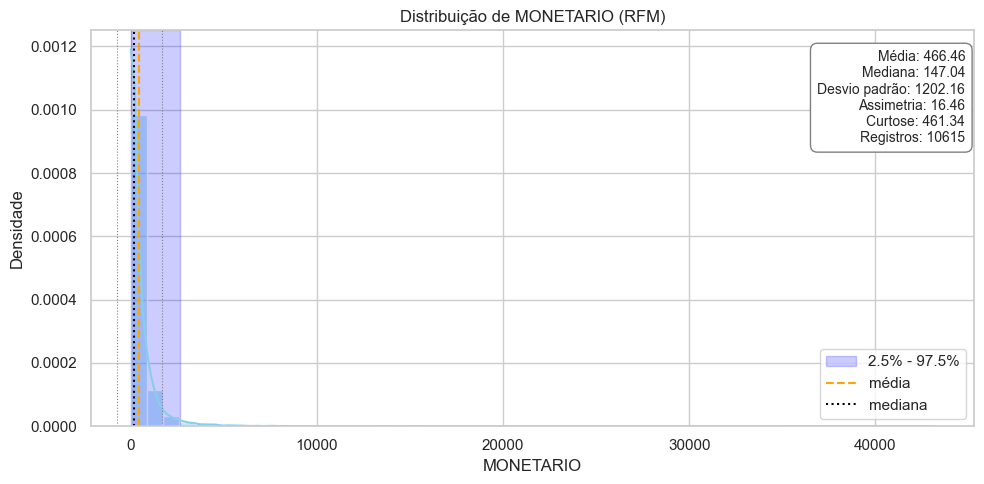 Distribuição de MONETARIO (RFM)
Média: 466.46
Mediana: 147.04
Desvio padrão: 1202.16
Assimetria: 16.46
Curtose: 461.34
Registros: 10615
Densidade
0.0012
0.0010
0.0008
0.0006
0.0004
0.0002
0.0000
2.5% - 97.5%
média
mediana
0 10000 20000 30000 40000
MONETARIO